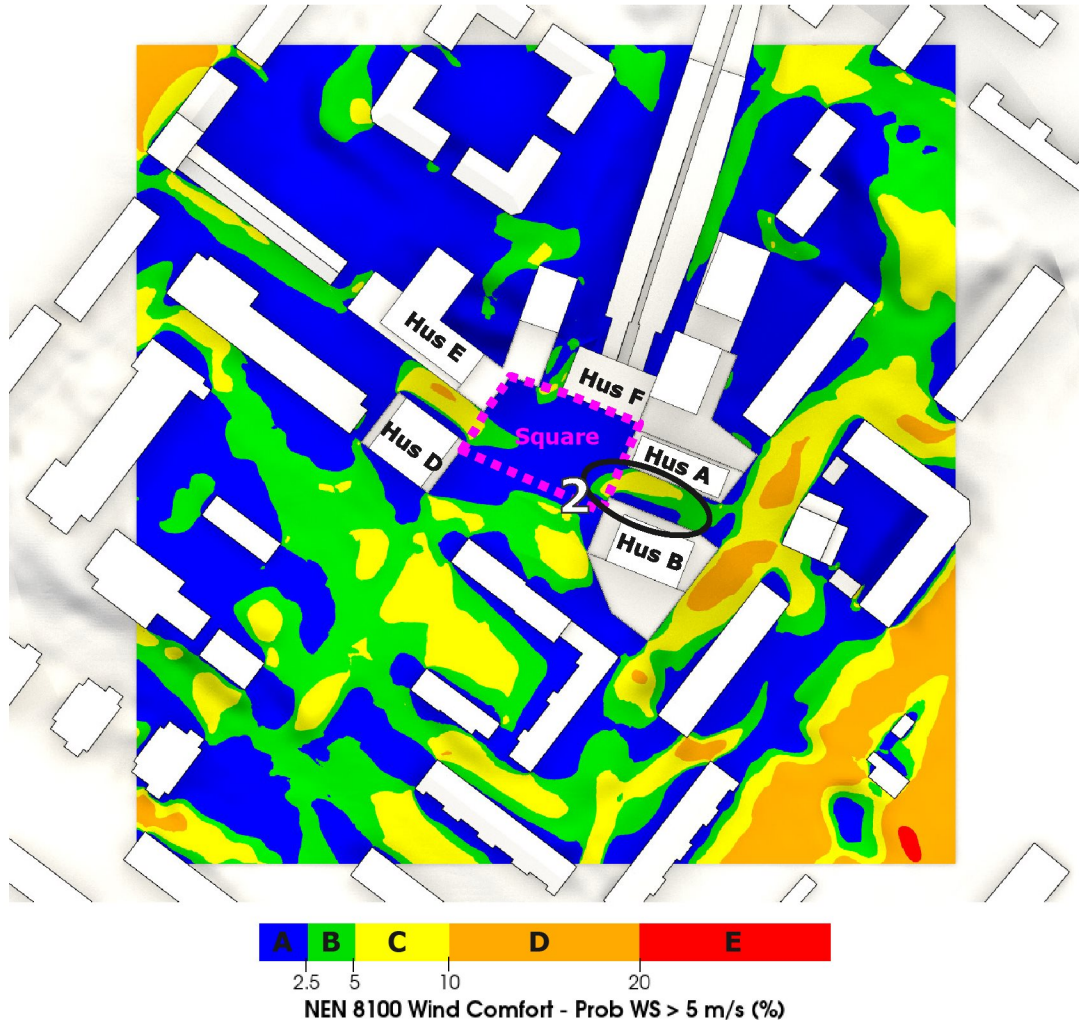 Hus E
Hus F
Hus D
Square
Hus A
2
Hus B
A B C D E
2.5 5 10 20
NEN 8100 Wind Comfort - Prob WS > 5 m/s (%)